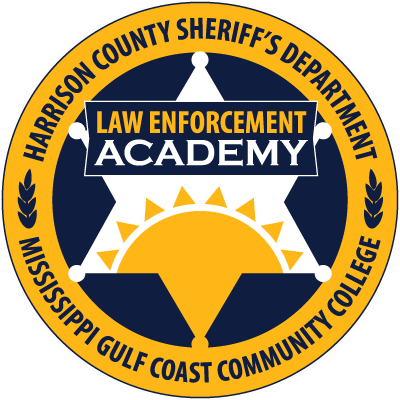 HARRISON COUNTY SHERIFF'S DEPARTMENT
LAW ENFORCEMENT
ACADEMY
MISSISSIPPI GULF COAST COMMUNITY COLLEGE